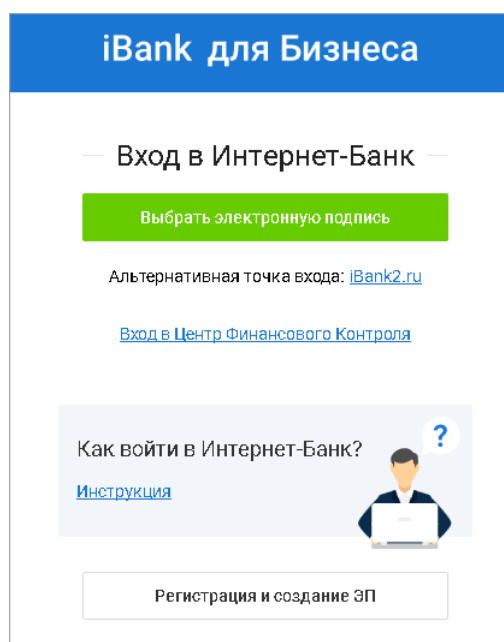 iBank для Бизнеса
Вход в Интернет-Банк
Выбрать электронную подпись
Альтернативная точка входа: iBank2.ru
Вход в Центр Финансового Контроля
?
Как войти в Интернет-Банк?
Инструкция
Регистрация и создание ЭП